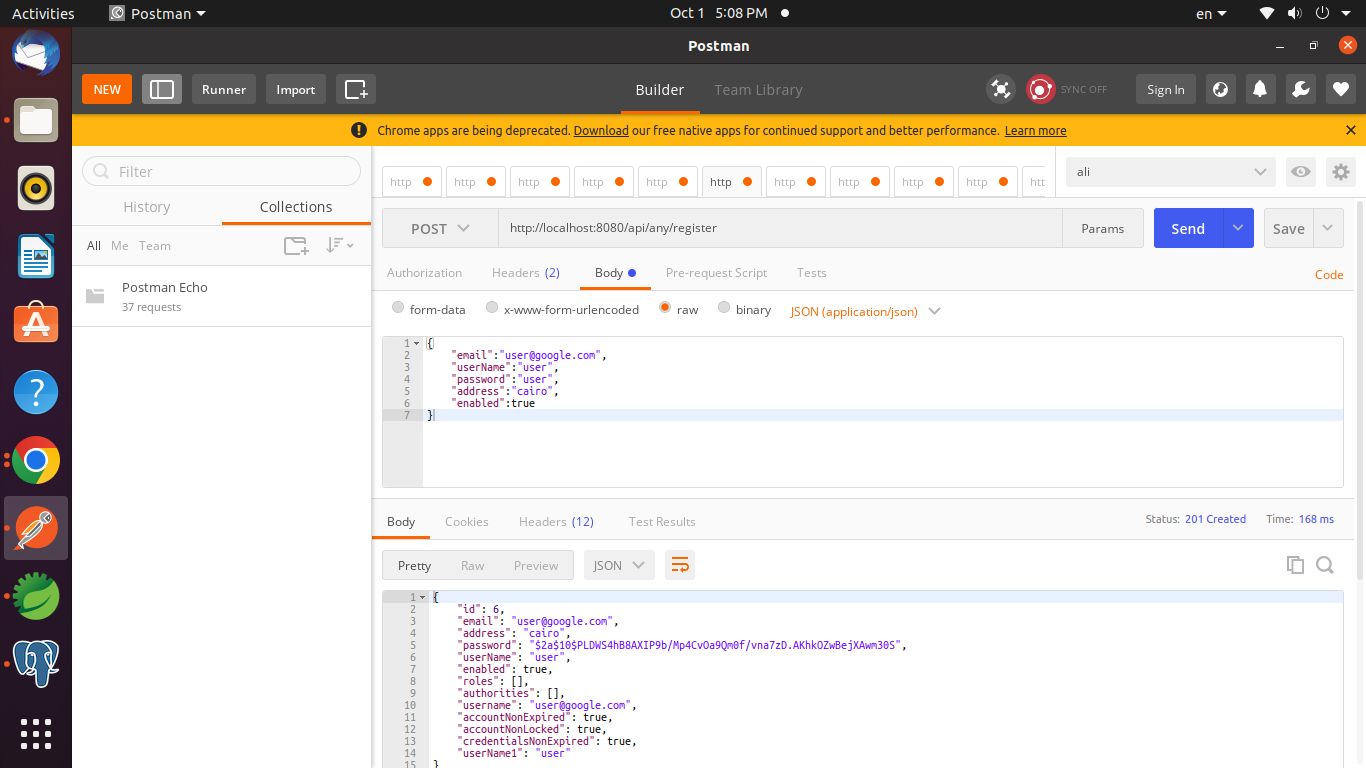 Activities Postman Oct 1 5:08 PM en
Postman
NEW Runner Import Builder Team Library SYNC OFF Sign In
Chrome apps are being deprecated. Download our free native apps for continued support and better performance. Learn more
Filter
History Collections
All Me Team
Postman Echo
37 requests
http http http http http http http http http http htt
ali
POST http://localhost:8080/api/any/register Params Send Save
Authorization Headers (2) Body Pre-request Script Tests Code
form-data x-www-form-urlencoded raw binary JSON (application/json)
1 {
2 "email":"user@google.com",
3 "userName":"user",
4 "password":"user",
5 "address":"cairo",
6 "enabled":true
7 }
Body Cookies Headers (12) Test Results Status: 201 Created Time: 168 ms
Pretty Raw Preview JSON
1 {
2 "id": 6,
3 "email": "user@google.com",
4 "address": "cairo",
5 "password": "$2a$10$PLDWS4hB8AXIP9b/Mp4CvOa9Qm0f/vna7zD.AKhkOZwBejXAwm30S",
6 "userName": "user",
7 "enabled": true,
8 "roles": [],
9 "authorities": [],
10 "username": "user@google.com",
11 "accountNonExpired": true,
12 "accountNonLocked": true,
13 "credentialsNonExpired": true,
14 "userName1": "user"
15 }